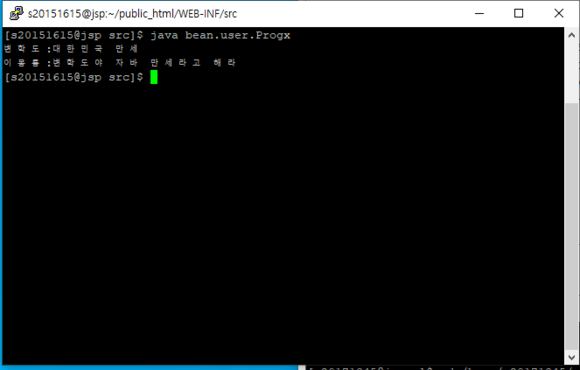 s20151615@jsp:~/public_html/WEB-INF/src
[s20151615@jsp src]$ java bean.user.Progx
변학도:대한민국 만세
이몽룡:변학도야 자바 만세라고 해라
[s20151615@jsp src]$